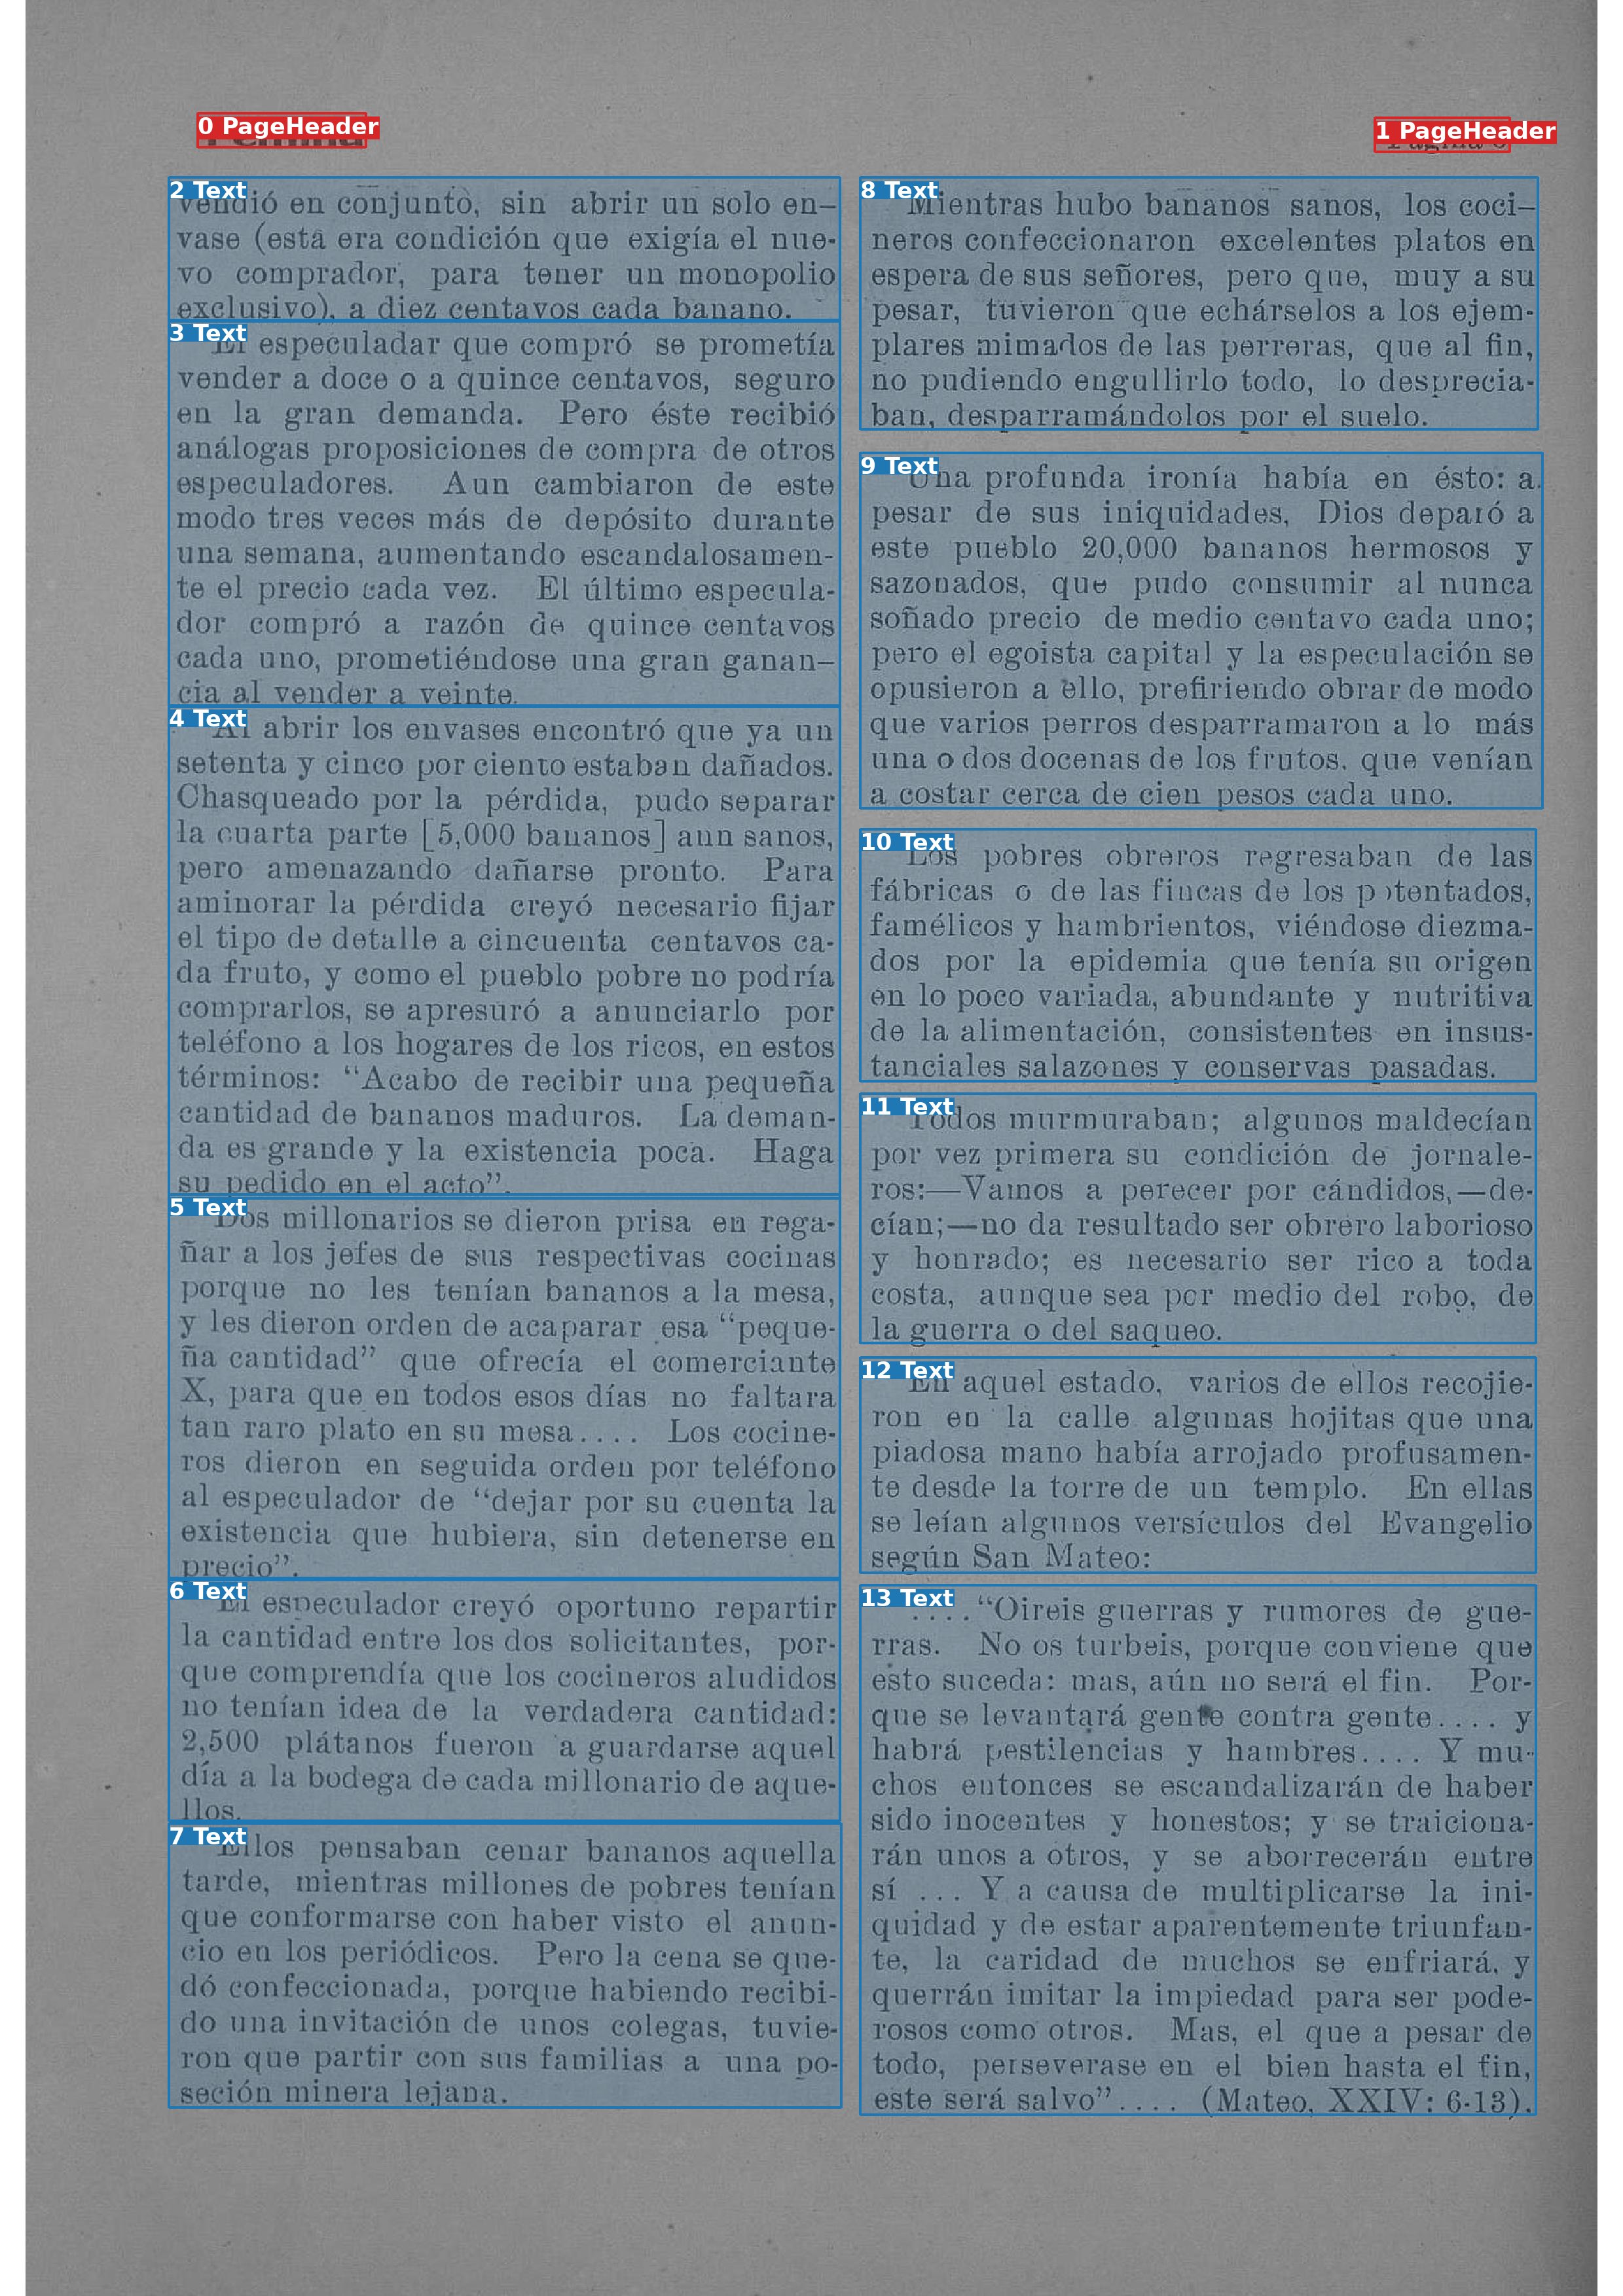 vendió en conjunto, sin abrir un solo en–
vase (esta era condición que exigía el nue-
vo comprador, para tener un monopolio
exclusivo), a diez centavos cada banano.
El especuladar que compró se prometía
vender a doce o a quince centavos, seguro
en la gran demanda. Pero éste recibió
análogas proposiciones de compra de otros
especuladores. Aun cambiaron de este
modo tres veces más de depósito durante
una semana, aumentando escandalosamen-
te el precio cada vez. El último especula-
dor compró a razón de quince centavos
cada uno, prometiéndose una gran ganan–
cia al vender a veinte.
Al abrir los envases encontró que ya un
setenta y cinco por ciento estaban dañados.
Chasqueado por la pérdida, pudo separar
la cuarta parte [5,000 bananos] aun sanos,
pero amenazando dañarse pronto. Para
aminorar la pérdida creyó necesario fijar
el tipo de detalle a cincuenta centavos ca-
da fruto, y como el pueblo pobre no podría
comprarlos, se apresuró a anunciarlo por
teléfono a los hogares de los ricos, en estos
términos: “Acabo de recibir una pequeña
cantidad de bananos maduros. La deman-
da es grande y la existencia poca. Haga
su pedido en el acto”.
Dos millonarios se dieron prisa en rega-
ñar a los jefes de sus respectivas cocinas
porque no les tenían bananos a la mesa,
y les dieron orden de acaparar esa “peque-
ña cantidad” que ofrecía el comerciante
X, para que en todos esos días no faltara
tan raro plato en su mesa.... Los cocine-
ros dieron en seguida orden por teléfono
al especulador de “dejar por su cuenta la
existencia que hubiera, sin detenerse en
precio”.
El especulador creyó oportuno repartir
la cantidad entre los dos solicitantes, por-
que comprendía que los cocineros aludidos
no tenían idea de la verdadera cantidad:
2,500 plátanos fueron a guardarse aquel
día a la bodega de cada millonario de aque-
llos.
Ellos pensaban cenar bananos aquella
tarde, mientras millones de pobres tenían
que conformarse con haber visto el anun-
cio en los periódicos. Pero la cena se que-
dó confeccionada, porque habiendo recibi-
do una invitación de unos colegas, tuvie-
ron que partir con sus familias a una po-
seción minera lejana.
Mientras hubo bananos sanos, los coci–
neros confeccionaron excelentes platos en
espera de sus señores, pero que, muy a su
pesar, tuvieron que echárselos a los ejem-
plares mimados de las perreras, que al fin,
no pudiendo engullirlo todo, lo desprecia-
ban, desparramándolos por el suelo.
Una profunda ironía había en ésto: a
pesar de sus iniquidades, Dios deparó a
este pueblo 20,000 bananos hermosos y
sazonados, que pudo consumir al nunca
soñado precio de medio centavo cada uno;
pero el egoista capital y la especulación se
opusieron a ello, prefiriendo obrar de modo
que varios perros desparramaron a lo más
una o dos docenas de los frutos, que venían
a costar cerca de cien pesos cada uno.
Los pobres obreros regresaban de las
fábricas o de las fincas de los potentados,
famélicos y hambrientos, viéndose diezma-
dos por la epidemia que tenía su origen
en lo poco variada, abundante y nutritiva
de la alimentación, consistentes en insus-
tanciales salazones y conservas pasadas.
Todos murmuraban; algunos maldecían
por vez primera su condición de jornale-
ros:—Vamos a perecer por cándidos,—de-
cían;—no da resultado ser obrero laborioso
y honrado; es necesario ser rico a toda
costa, aunque sea por medio del robo, de
la guerra o del saqueo.
En aquel estado, varios de ellos recojie-
ron en la calle algunas hojitas que una
piadosa mano había arrojado profusamen-
te desde la torre de un templo. En ellas
se leían algunos versículos del Evangelio
según San Mateo:
....“Oireis guerras y rumores de gue-
rras. No os turbeis, porque conviene que
esto suceda: mas, aún no será el fin. Por-
que se levantará gente contra gente.... y
habrá pestilencias y hambres.... Y mu-
chos entonces se escandalizarán de haber
sido inocentes y honestos; y se traiciona-
rán unos a otros, y se aborrecerán entre
sí ... Y a causa de multiplicarse la ini-
quidad y de estar aparentemente triunfan-
te, la caridad de muchos se enfriará, y
querrán imitar la impiedad para ser pode-
rosos como otros. Mas, el que a pesar de
todo, perseverase en el bien hasta el fin,
este será salvo”.... (Mateo, XXIV: 6-13).